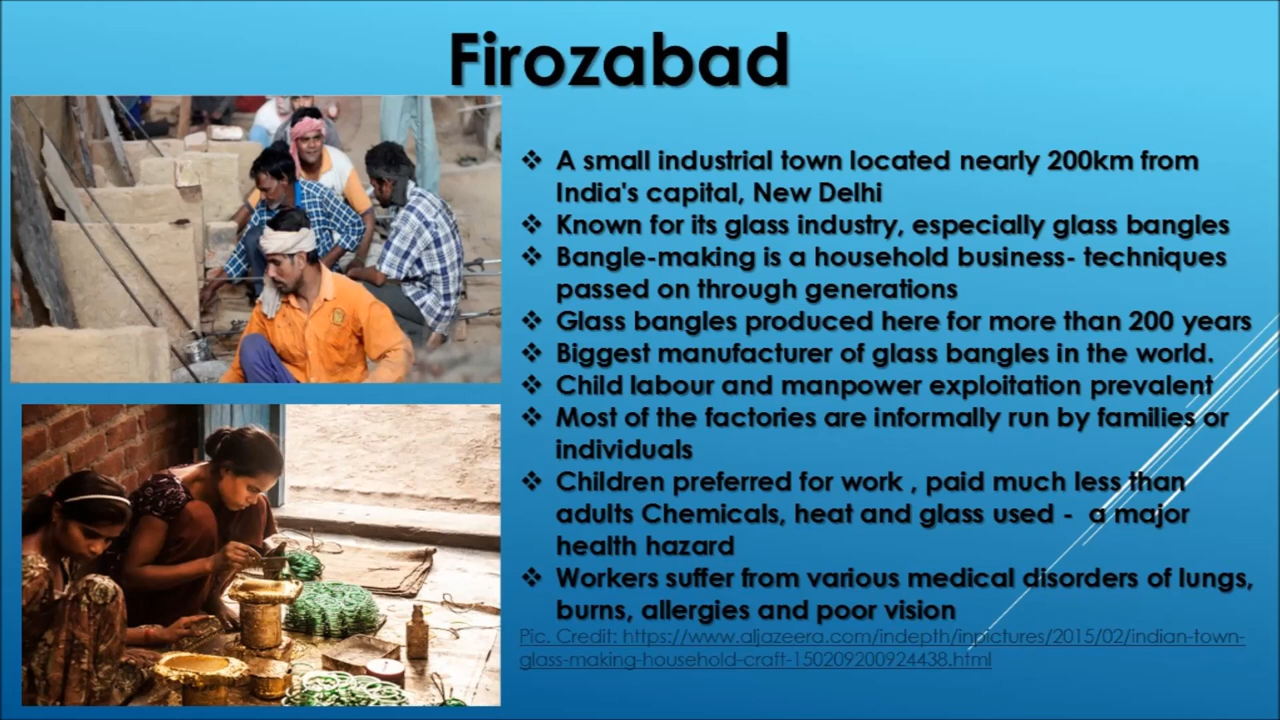 Firozabad
❖ A small industrial town located nearly 200km from
India's capital, New Delhi
❖ Known for its glass industry, especially glass bangles
❖ Bangle-making is a household business- techniques
passed on through generations
❖ Glass bangles produced here for more than 200 years
❖ Biggest manufacturer of glass bangles in the world.
❖ Child labour and manpower exploitation prevalent
❖ Most of the factories are informally run by families or
individuals
❖ Children preferred for work , paid much less than
adults Chemicals, heat and glass used - a major
health hazard
❖ Workers suffer from various medical disorders of lungs,
burns, allergies and poor vision
Pic. Credit: https://www.aljazeera.com/indepth/inpictures/2015/02/indian-town-
glass-making-household-craft-150209200924438.html